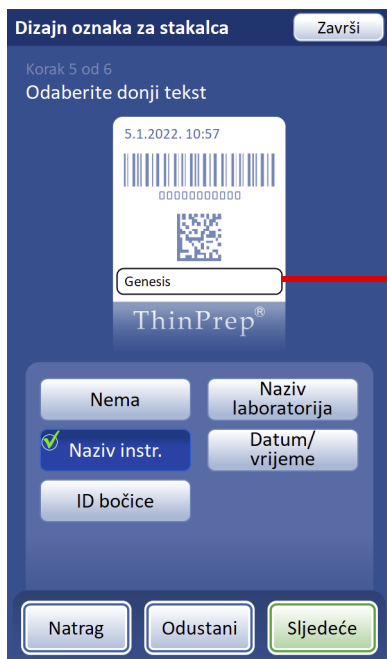 Dizajn oznaka za stakalca
Završi
Korak 5 od 6
Odaberite donji tekst
5.1.2022. 10:57
00000000000
Genesis
ThinPrep®
Nema
Naziv
laboratorija
Naziv instr.
Datum/
vrijeme
ID bočice
Natrag
Odustani
Sljedeće